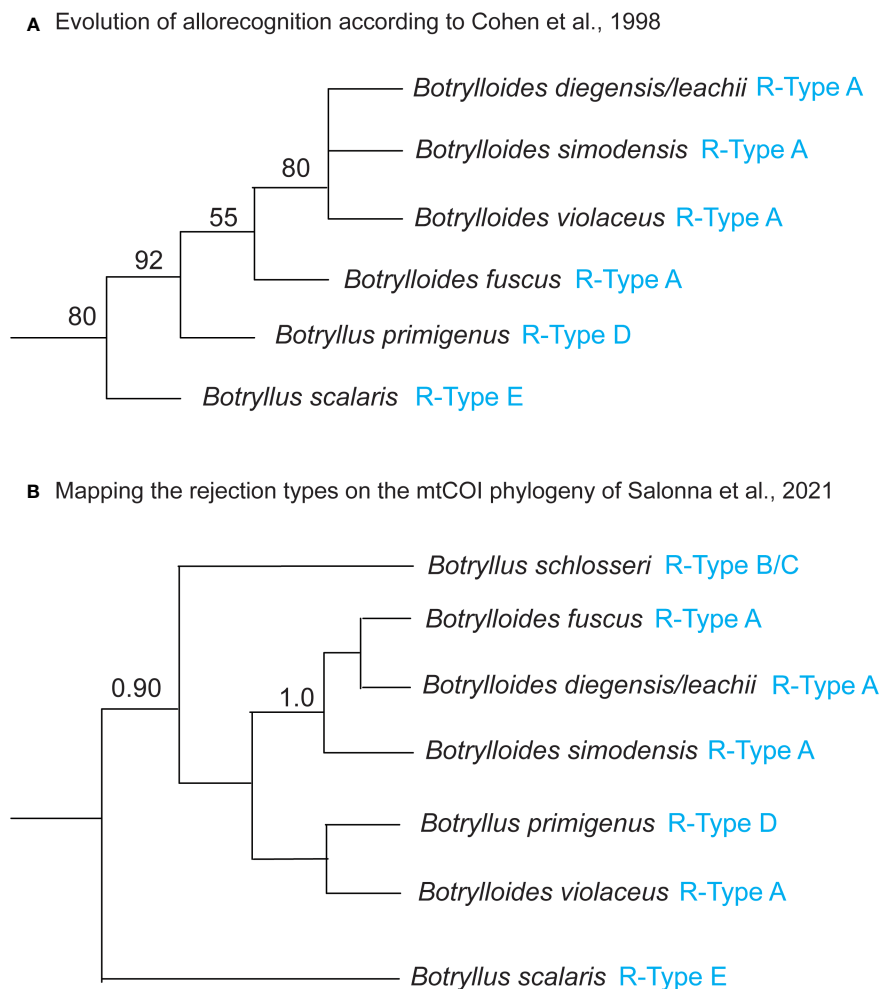 A Evolution of allorecognition according to Cohen et al., 1998
Botrylloides diegensis/leachii R-Type A
80
Botrylloides simodensis R-Type A
55
Botrylloides violaceus R-Type A
92
Botrylloides fuscus R-Type A
80
Botryllus primigenus R-Type D
Botryllus scalaris R-Type E
B Mapping the rejection types on the mtCOI phylogeny of Salonna et al., 2021
Botryllus schlosseri R-Type B/C
Botrylloides fuscus R-Type A
0.90
1.0
Botrylloides diegensis/leachii R-Type A
Botrylloides simodensis R-Type A
Botryllus primigenus R-Type D
Botrylloides violaceus R-Type A
Botryllus scalaris R-Type E